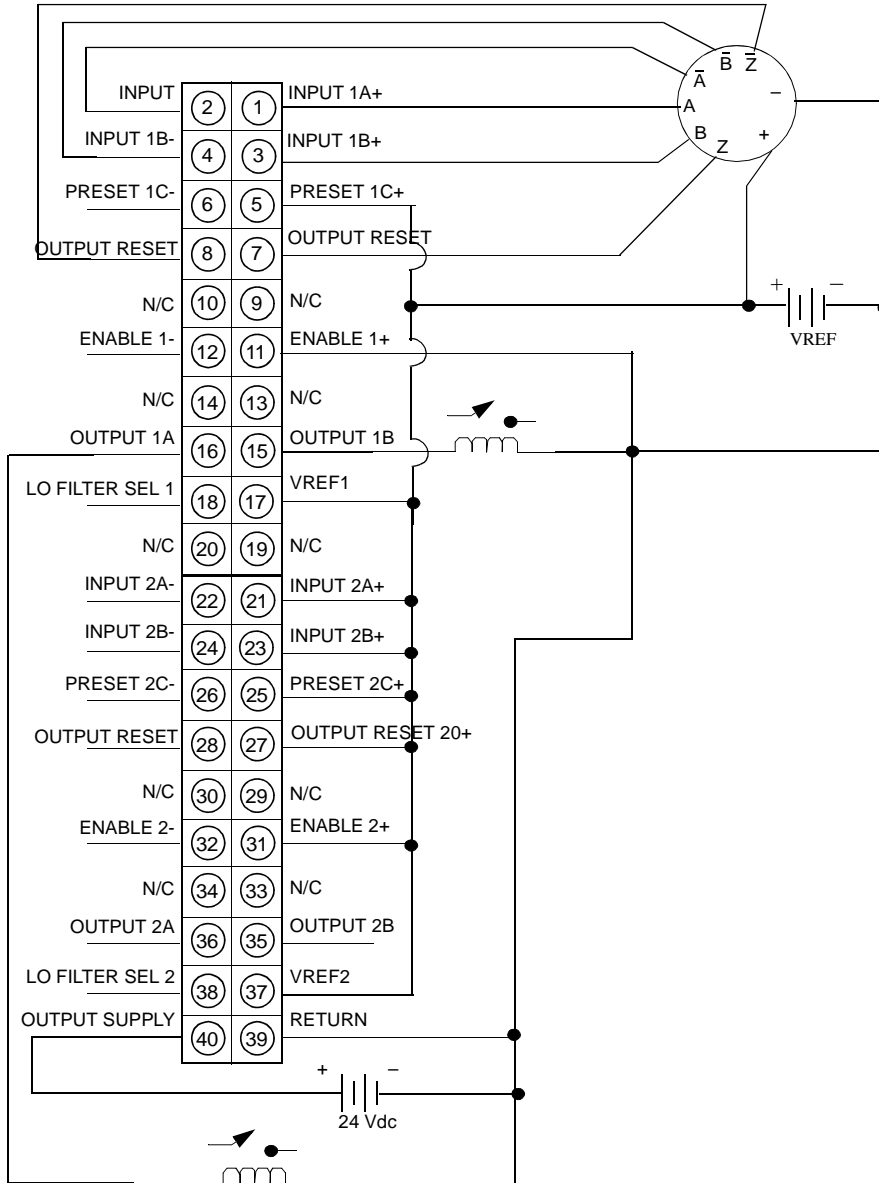 B̅ Z̅
A̅ −
INPUT 2 1 INPUT 1A+ A
B Z +
INPUT 1B- 4 3 INPUT 1B+
PRESET 1C- 6 5 PRESET 1C+
OUTPUT RESET 8 7 OUTPUT RESET
N/C 10 9 N/C
+ −
VREF
ENABLE 1- 12 11 ENABLE 1+
N/C 14 13 N/C
OUTPUT 1A 16 15 OUTPUT 1B
LO FILTER SEL 1 18 17 VREF1
N/C 20 19 N/C
INPUT 2A- 22 21 INPUT 2A+
INPUT 2B- 24 23 INPUT 2B+
PRESET 2C- 26 25 PRESET 2C+
OUTPUT RESET 28 27 OUTPUT RESET 20+
N/C 30 29 N/C
ENABLE 2- 32 31 ENABLE 2+
N/C 34 33 N/C
OUTPUT 2A 36 35 OUTPUT 2B
LO FILTER SEL 2 38 37 VREF2
OUTPUT SUPPLY 40 39 RETURN
+ −
24 Vdc